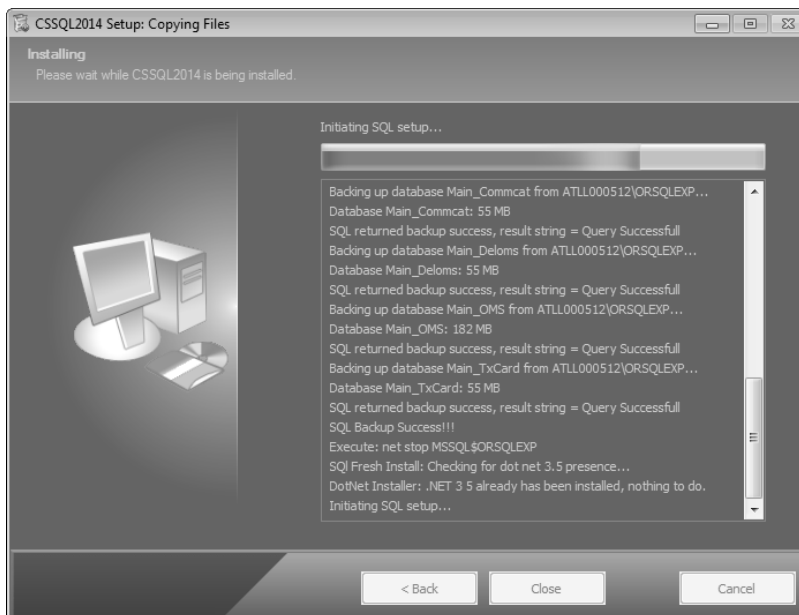 CSSQL2014 Setup: Copying Files
Installing
Please wait while CSSQL2014 is being installed.
Initiating SQL setup...
Backing up database Main_Commcat from ATLL000512\ORSQLEXP...
Database Main_Commcat: 55 MB
SQL returned backup success, result string = Query Successfull
Backing up database Main_Deloms from ATLL000512\ORSQLEXP...
Database Main_Deloms: 55 MB
SQL returned backup success, result string = Query Successfull
Backing up database Main_OMS from ATLL000512\ORSQLEXP...
Database Main_OMS: 182 MB
SQL returned backup success, result string = Query Successfull
Backing up database Main_TxCard from ATLL000512\ORSQLEXP...
Database Main_TxCard: 55 MB
SQL returned backup success, result string = Query Successfull
SQL Backup Success!!!
Execute: net stop MSSQL$ORSQLEXP
SQl Fresh Install: Checking for dot net 3.5 presence...
DotNet Installer: .NET 3 5 already has been installed, nothing to do.
Initiating SQL setup...
< Back
Close
Cancel